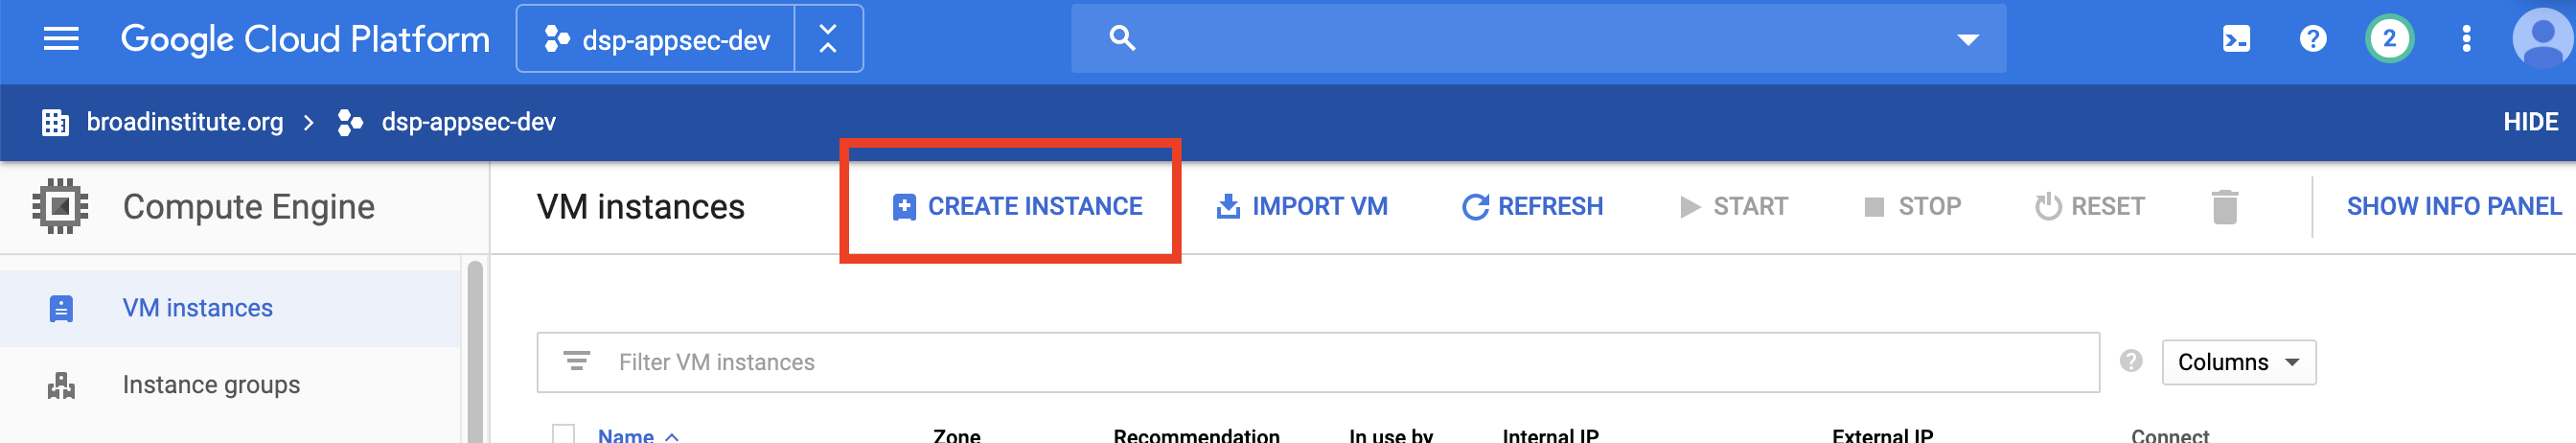 Google Cloud Platform dsp-appsec-dev 2
broadinstitute.org dsp-appsec-dev HIDE
Compute Engine VM instances CREATE INSTANCE IMPORT VM REFRESH START STOP RESET SHOW INFO PANEL
VM instances
Filter VM instances Columns
Instance groups
Name Zone Recommendation In use by Internal IP External IP Connect